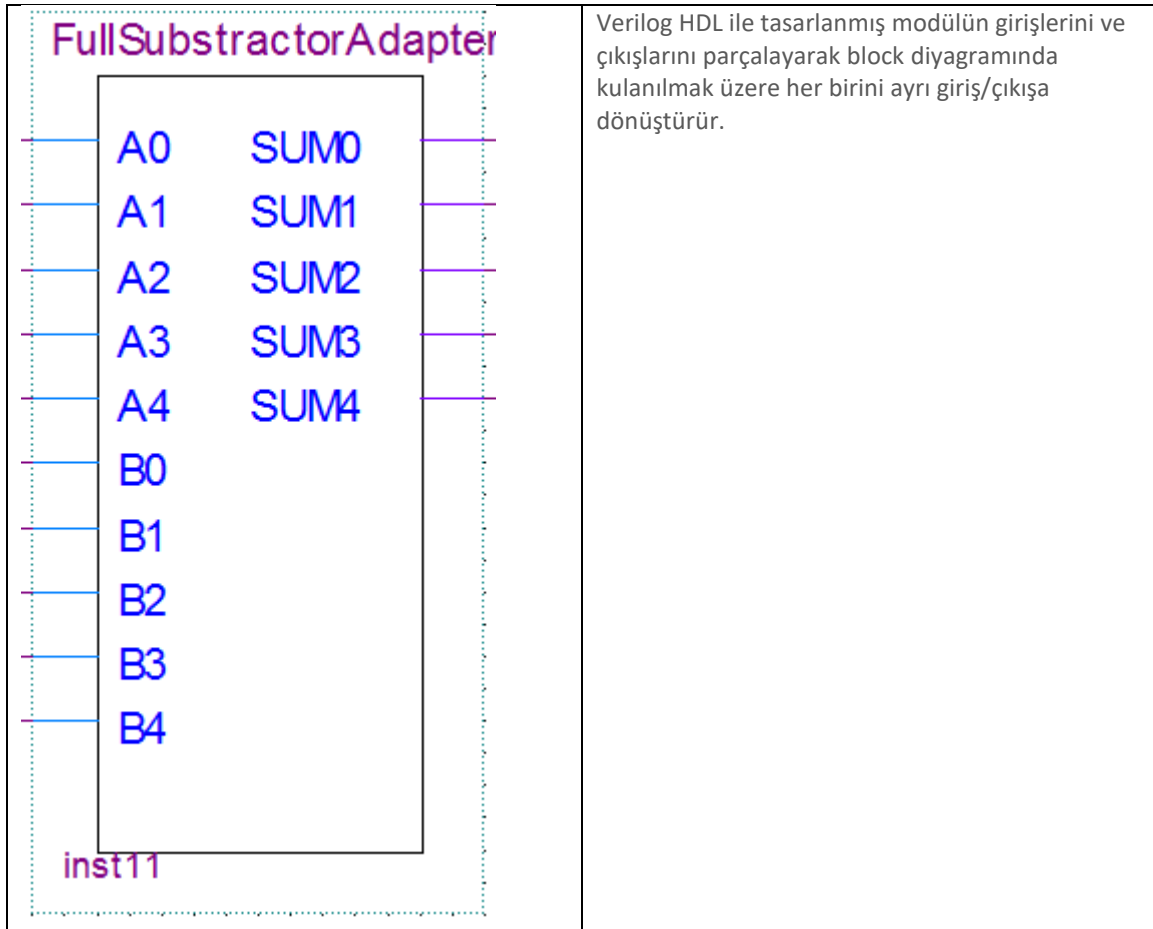 FullSubstractorAdapter
A0 SUM0
A1 SUM1
A2 SUM2
A3 SUM3
A4 SUM4
B0
B1
B2
B3
B4
inst11
Verilog HDL ile tasarlanmış modülün girişlerini ve
çıkışlarını parçalayarak block diyagramında
kulanılmak üzere her birini ayrı giriş/çıkışa
dönüştürür.